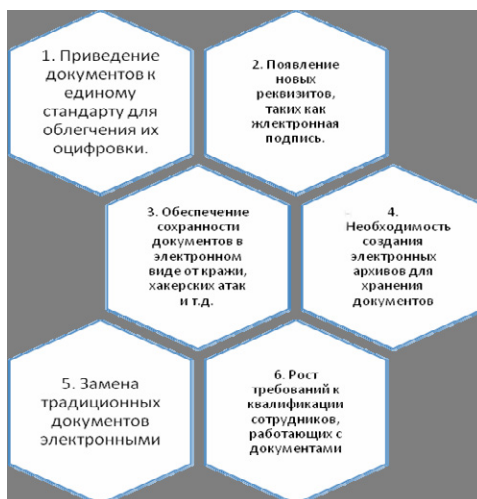 1. Приведение
документов к
единому
стандарту для
облегчения их
оцифровки.
2. Появление
новых
реквизитов,
таких как
жлектронная
подпись.
3. Обеспечение
сохранности
документов в
электронном
виде от кражи,
хакерских атак
и т.д.
4.
Необходимость
создания
электронных
архивов для
хранения
документов
5. Замена
традиционных
документов
электронными
6. Рост
требований к
квалификации
сотрудников,
работающих с
документами